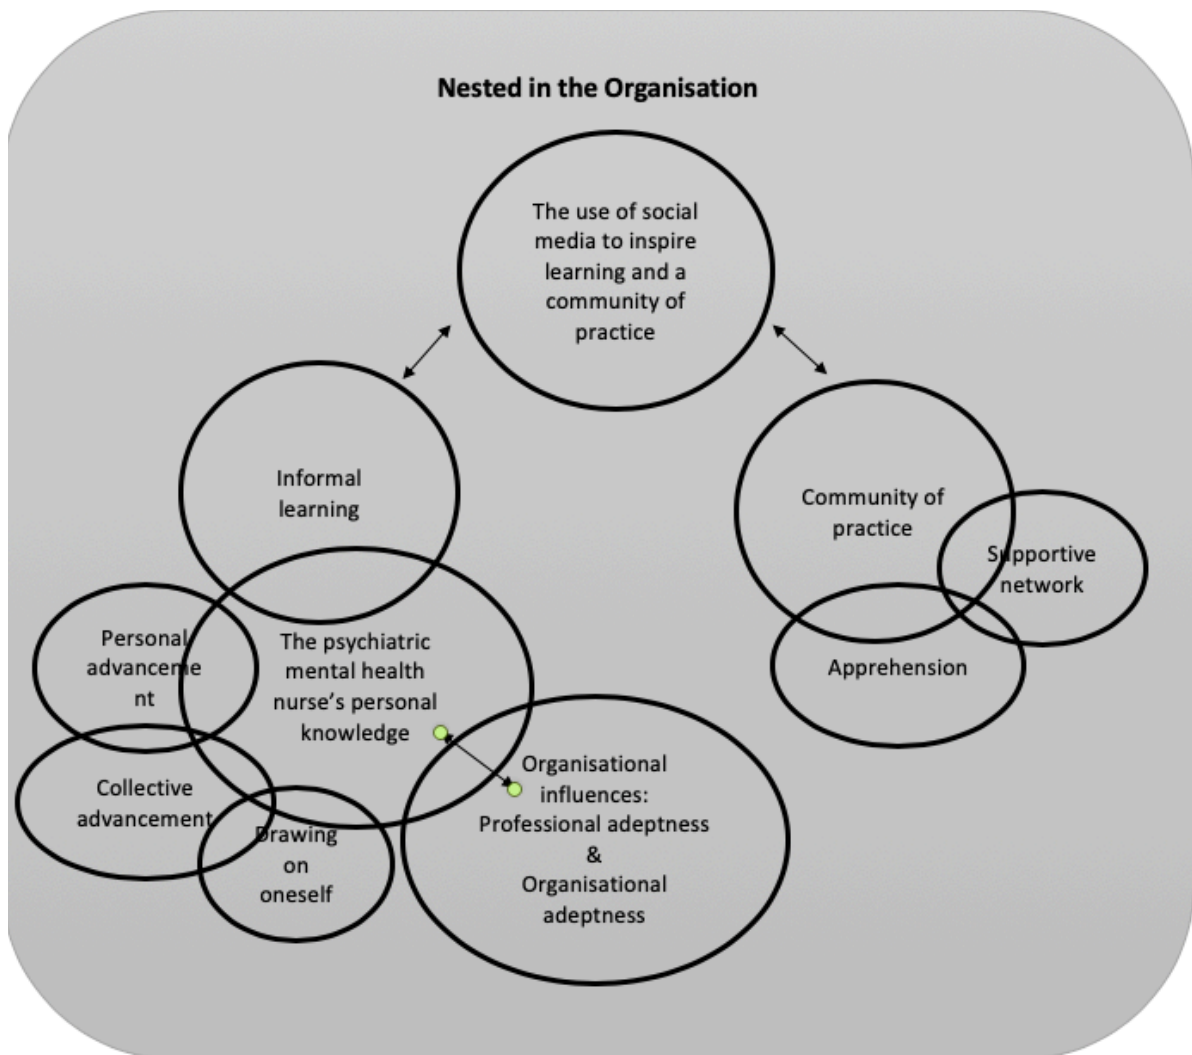 Nested in the Organisation
The use of social
media to inspire
learning and a
community of
practice
Informal
learning
Community of
practice
Supportive
network
Apprehension
Personal
advanceme
nt
The psychiatric
mental health
nurse's personal
knowledge
Collective
advancement
Drawing
on
oneself
Organisational
influences:
Professional adeptness
&
Organisational
adeptness